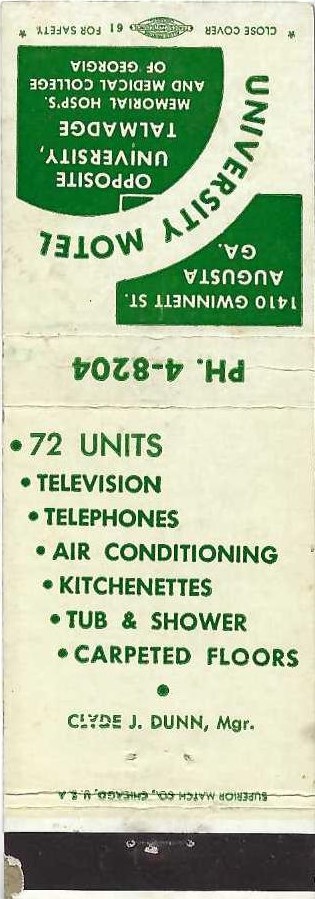 * CLOSE COVER 61 FOR SAFETY *
OPPOSITE
UNIVERSITY,
TALMADGE
MEMORIAL HOSP'S.
AND MEDICAL COLLEGE
OF GEORGIA
UNIVERSITY MOTEL
1410 GWINNETT ST.
AUGUSTA
GA.
PH. 4-8204
• 72 UNITS
• TELEVISION
• TELEPHONES
• AIR CONDITIONING
• KITCHENETTES
• TUB & SHOWER
• CARPETED FLOORS
•
CLYDE J. DUNN, Mgr.
SUPERIOR MATCH CO., CHICAGO, U.S.A